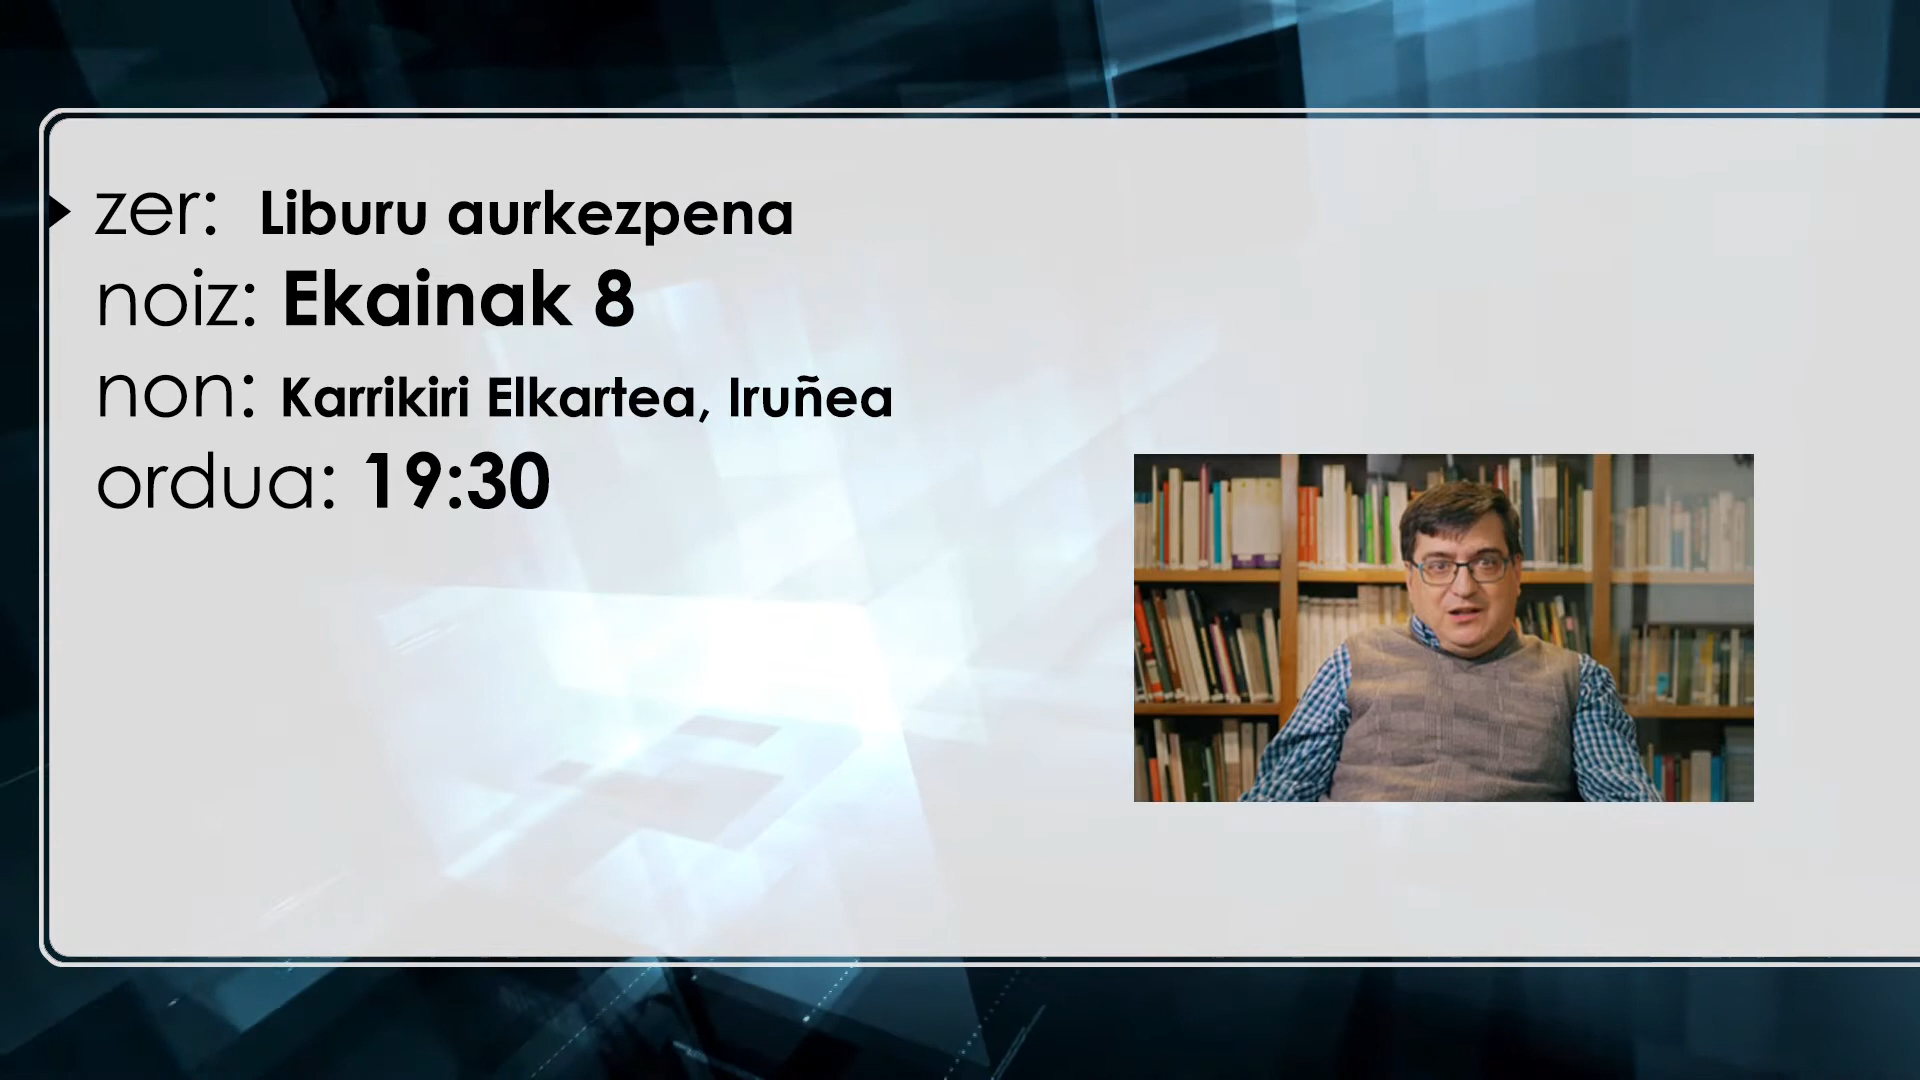 zer: Liburu aurkezpena
noiz: Ekainak 8
non: Karrikiri Elkartea, Iruñea
ordua: 19:30